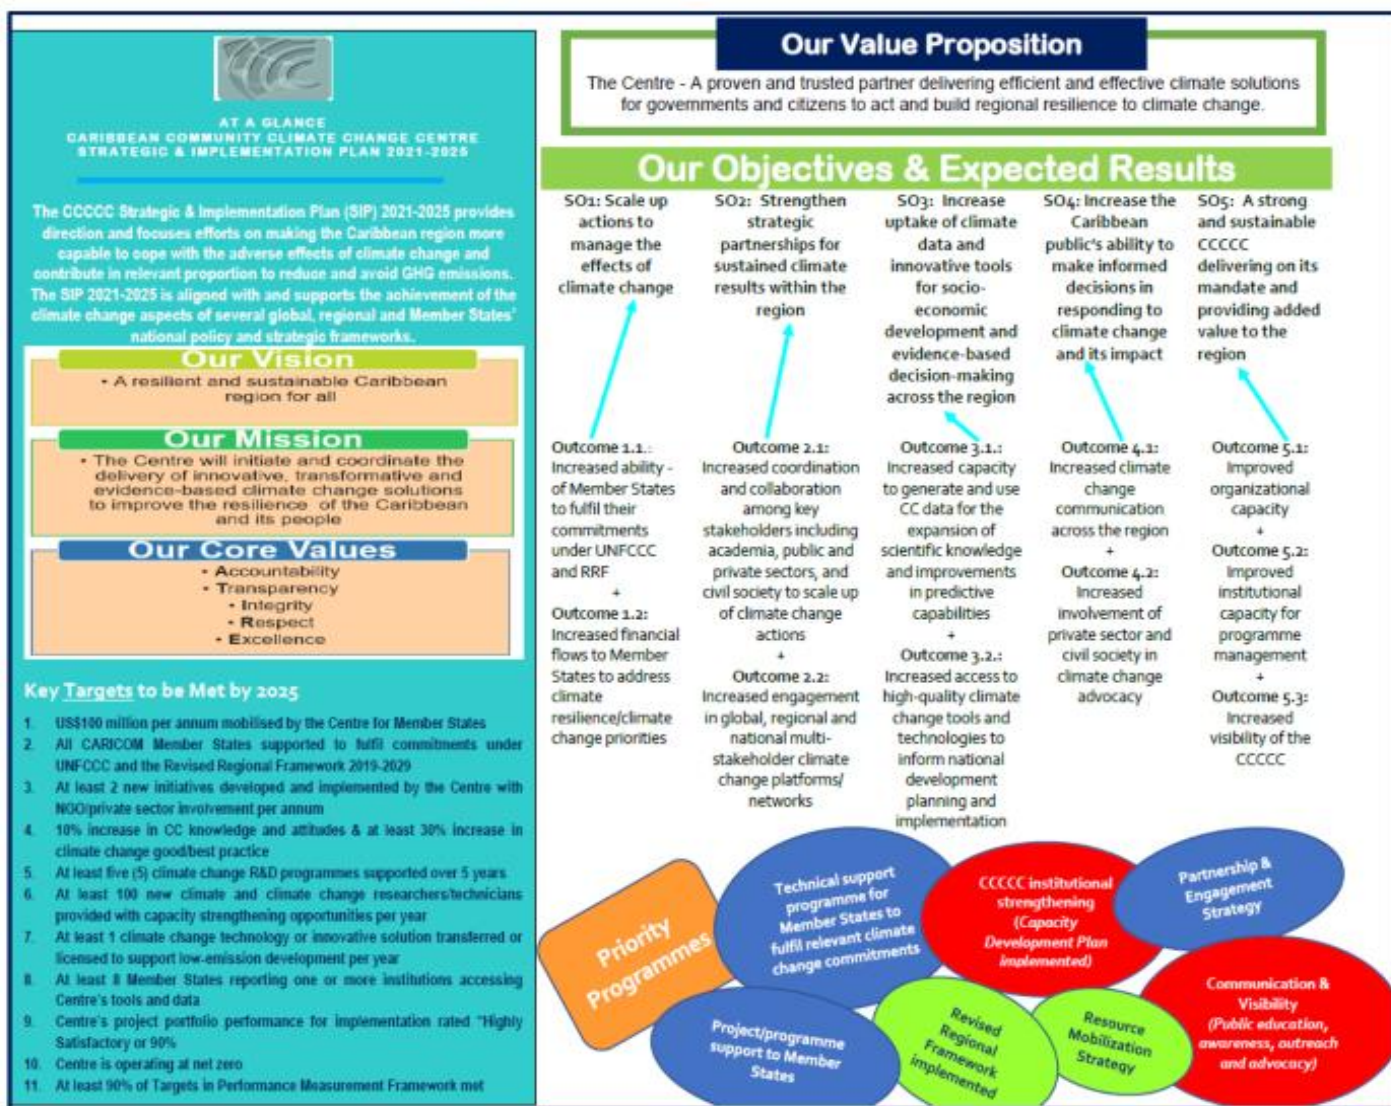 AT A GLANCE
CARIBBEAN COMMUNITY CLIMATE CHANGE CENTRE
STRATEGIC & IMPLEMENTATION PLAN 2021-2025
The CCCCC Strategic & Implementation Plan (SIP) 2021-2025 provides
direction and focuses efforts on making the Caribbean region more
capable to cope with the adverse effects of climate change and
contribute in relevant proportion to reduce and avoid GHG emissions.
The SIP 2021-2025 is aligned with and supports the achievement of the
climate change aspects of several global, regional and Member States'
national policy and strategic frameworks.
Our Vision
• A resilient and sustainable Caribbean
region for all
Our Mission
• The Centre will initiate and coordinate the
delivery of innovative, transformative and
evidence-based climate change solutions
to improve the resilience of the Caribbean
and its people
Our Core Values
• Accountability
• Transparency
• Integrity
• Respect
• Excellence
Key Targets to be Met by 2025
1. US$100 million per annum mobilised by the Centre for Member States
2. All CARICOM Member States supported to fulfil commitments under
UNFCCC and the Revised Regional Framework 2019-2029
3. At least 2 new initiatives developed and implemented by the Centre with
NGO/private sector involvement per annum
4. 10% increase in CC knowledge and attitudes & at least 30% increase in
climate change good/best practice
5. At least five (5) climate change R&D programmes supported over 5 years
6. At least 100 new climate and climate change researchers/technicians
provided with capacity strengthening opportunities per year
7. At least 1 climate change technology or innovative solution transferred or
licensed to support low-emission development per year
8. At least 8 Member States reporting one or more institutions accessing
Centre's tools and data
9. Centre's project portfolio performance for implementation rated "Highly
Satisfactory or 90%
10. Centre is operating at net zero
11. At least 90% of Targets in Performance Measurement Framework met
Our Value Proposition
The Centre - A proven and trusted partner delivering efficient and effective climate solutions
for governments and citizens to act and build regional resilience to climate change.
Our Objectives & Expected Results
SO1: Scale up
actions to
manage the
effects of
climate change
Outcome 1.1.:
Increased ability -
of Member States
to fulfil their
commitments
under UNFCCC
and RRF
+
Outcome 1.2:
Increased financial
flows to Member
States to address
climate
resilience/climate
change priorities
SO2: Strengthen
strategic
partnerships for
sustained climate
results within the
region
Outcome 2.1:
Increased coordination
and collaboration
among key
stakeholders including
academia, public and
private sectors, and
civil society to scale up
of climate change
actions
+
Outcome 2.2:
Increased engagement
in global, regional and
national multi-
stakeholder climate
change platforms/
networks
SO3: Increase
uptake of climate
data and
innovative tools
for socio-
economic
development and
evidence-based
decision-making
across the region
Outcome 3.1.:
Increased capacity
to generate and use
CC data for the
expansion of
scientific knowledge
and improvements
in predictive
capabilities
+
Outcome 3.2.:
Increased access to
high-quality climate
change tools and
technologies to
inform national
development
planning and
implementation
SO4: Increase the
Caribbean
public's ability to
make informed
decisions in
responding to
climate change
and its impact
Outcome 4.1:
Increased climate
change
communication
across the region
+
Outcome 4.2:
Increased
involvement of
private sector and
civil society in
climate change
advocacy
SO5: A strong
and sustainable
CCCCC
delivering on its
mandate and
providing added
value to the
region
Outcome 5.1:
Improved
organizational
capacity
+
Outcome 5.2:
Improved
institutional
capacity for
programme
management
+
Outcome 5.3:
Increased
visibility of the
CCCCC
Priority
Programmes
Technical support
programme for
Member States to
fulfil relevant climate
change commitments
CCCCC institutional
strengthening
(Capacity
Development Plan
implemented)
Partnership &
Engagement
Strategy
Project/programme
support to Member
States
Revised
Regional
Framework
implemented
Resource
Mobilization
Strategy
Communication &
Visibility
(Public education,
awareness, outreach
and advocacy)